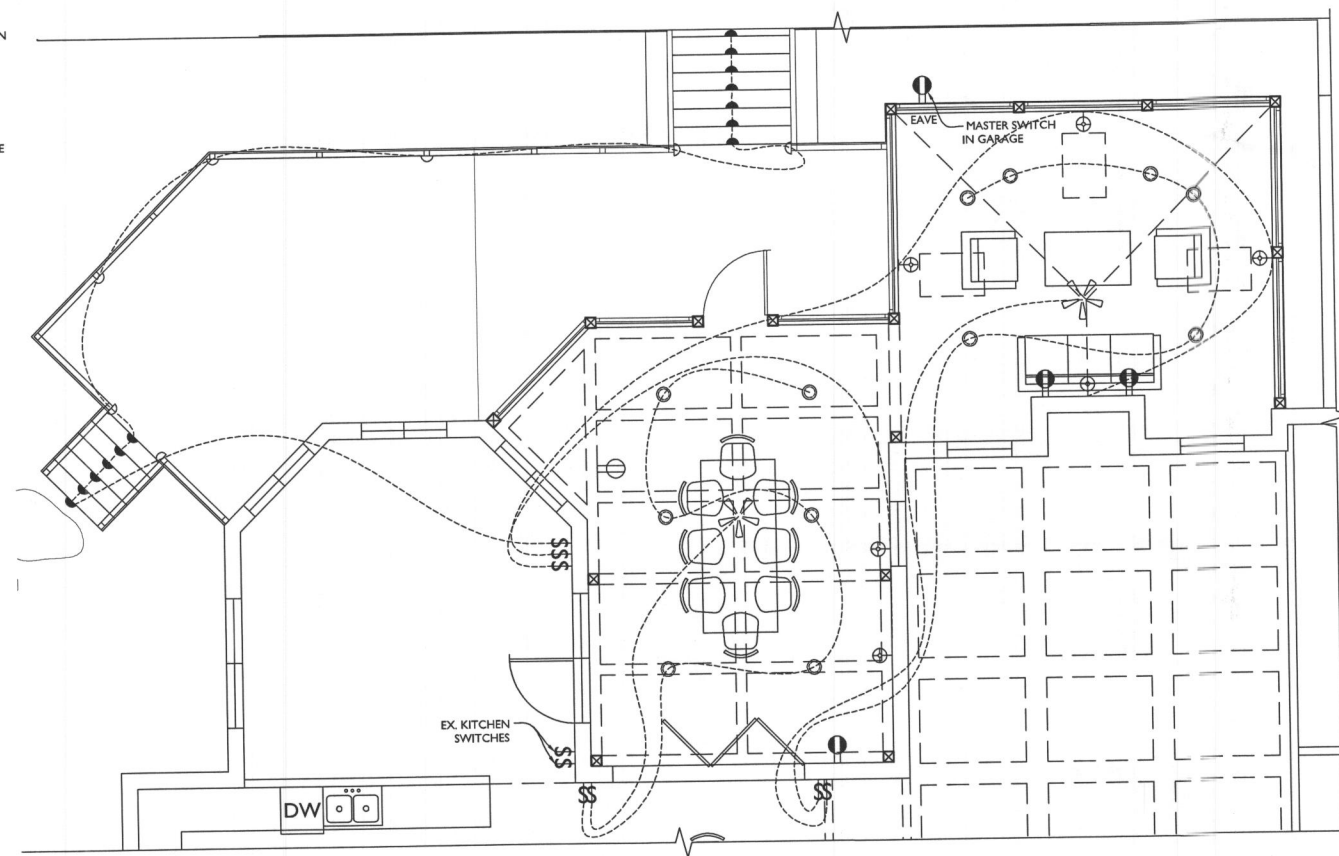 N
E
EAVE
MASTER SWITCH
IN GARAGE
EX. KITCHEN
SWITCHES
$$$
$$
$$
$$
DW